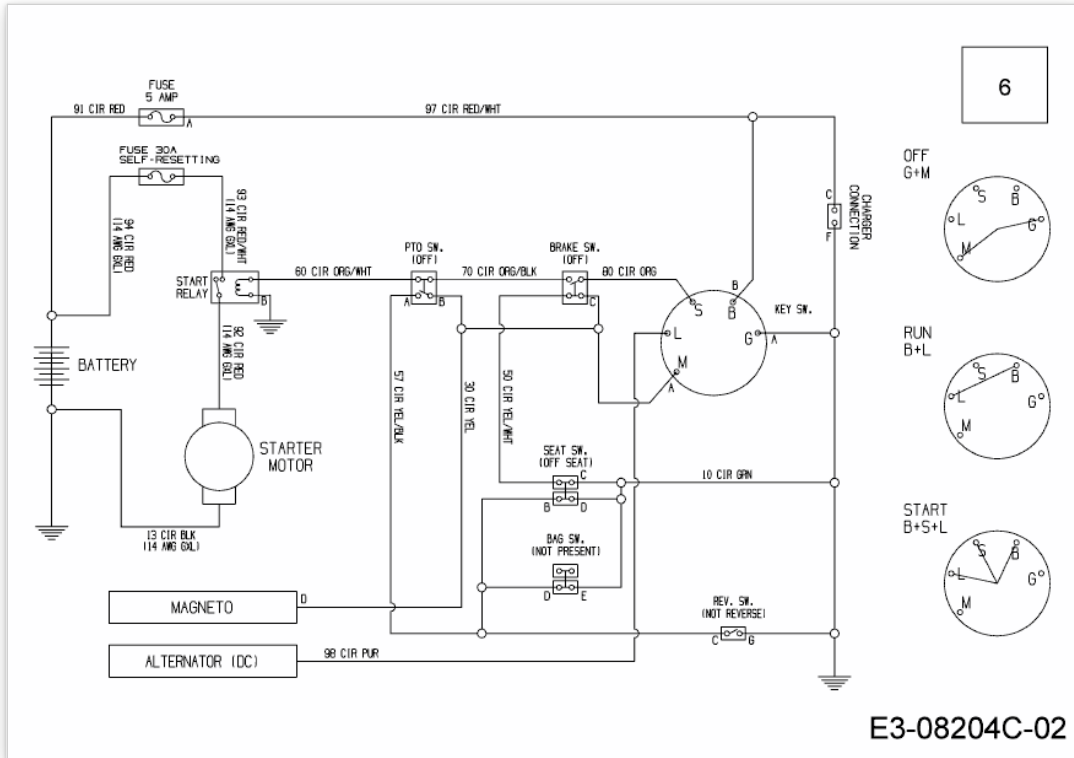 FUSE
5 AMP
91 CIR RED
A
97 CIR RED/WHT
6
FUSE 30A
SELF-RESETTING
93 CIR RED/WHT
(14 AWG GXL)
94 CIR RED
(14 AWG GXL)
START
RELAY
B
60 CIR ORG/WHT
PTO SW.
(OFF)
A
B
70 CIR ORG/BLK
BRAKE SW.
(OFF)
C
80 CIR ORG
C
F
CHARGER
CONNECTION
S
B
B
L
G
M
A
A
KEY SW.
BATTERY
92 CIR RED
(14 AWG GXL)
57 CIR YEL/BLK
30 CIR YEL
50 CIR YEL/WHT
STARTER
MOTOR
SEAT SW.
(OFF SEAT)
C
B
D
10 CIR GRN
13 CIR BLK
(14 AWG GXL)
BAG SW.
(NOT PRESENT)
D
E
MAGNETO
D
REV. SW.
(NOT REVERSE)
C
G
ALTERNATOR (DC)
98 CIR PUR
OFF
G+M
S
B
L
G
M
RUN
B+L
S
B
L
G
M
START
B+S+L
S
B
L
G
M
E3-08204C-02